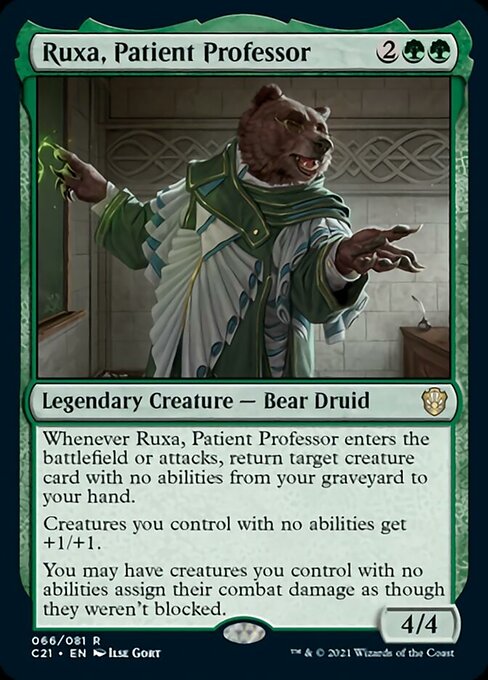 Ruxa, Patient Professor 2
Legendary Creature — Bear Druid
Whenever Ruxa, Patient Professor enters the
battlefield or attacks, return target creature
card with no abilities from your graveyard to
your hand.
Creatures you control with no abilities get
+1/+1.
You may have creatures you control with no
abilities assign their combat damage as though
they weren't blocked.
4/4
066/081 R
C21 • EN Ilse Gort
™ & © 2021 Wizards of the Coast